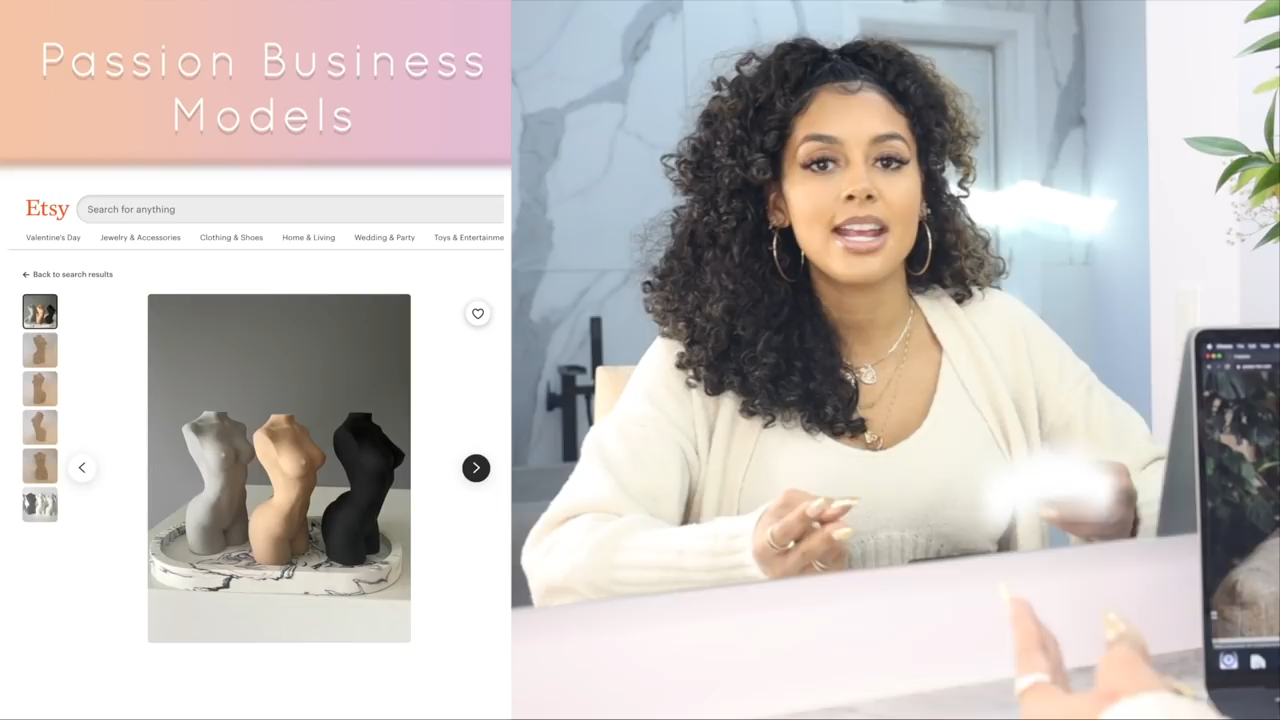 Passion Business
Models
Etsy
Search for anything
Valentine's Day Jewelry & Accessories Clothing & Shoes Home & Living Wedding & Party Toys & Entertainme
Back to search results